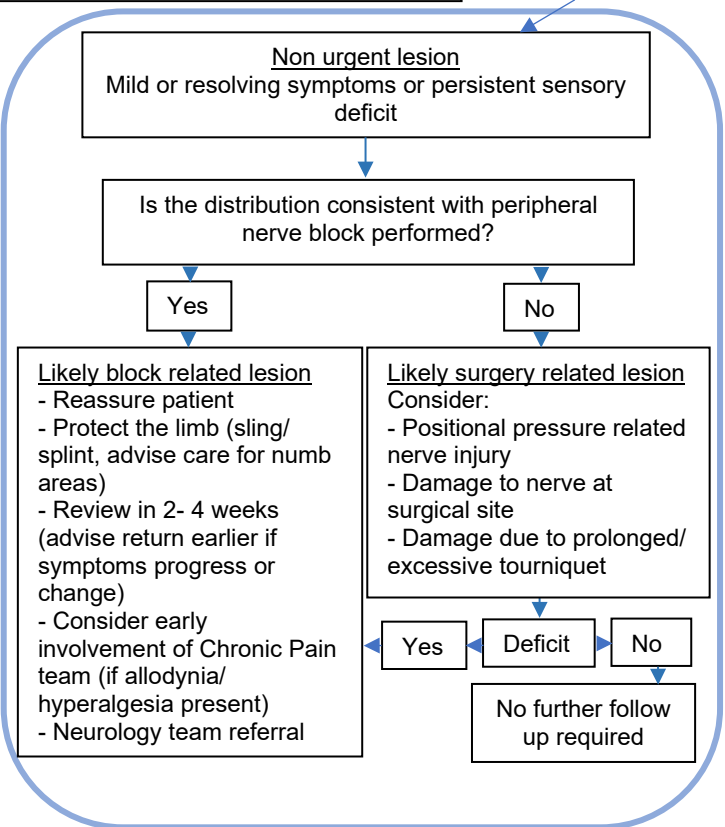 Non urgent lesion
Mild or resolving symptoms or persistent sensory
deficit
Is the distribution consistent with peripheral
nerve block performed?
Yes
No
Likely block related lesion
- Reassure patient
- Protect the limb (sling/
splint, advise care for numb
areas)
- Review in 2- 4 weeks
(advise return earlier if
symptoms progress or
change)
- Consider early
involvement of Chronic Pain
team (if allodynia/
hyperalgesia present)
- Neurology team referral
Likely surgery related lesion
Consider:
- Positional pressure related
nerve injury
- Damage to nerve at
surgical site
- Damage due to prolonged/
excessive tourniquet
Yes
Deficit
No
No further follow
up required